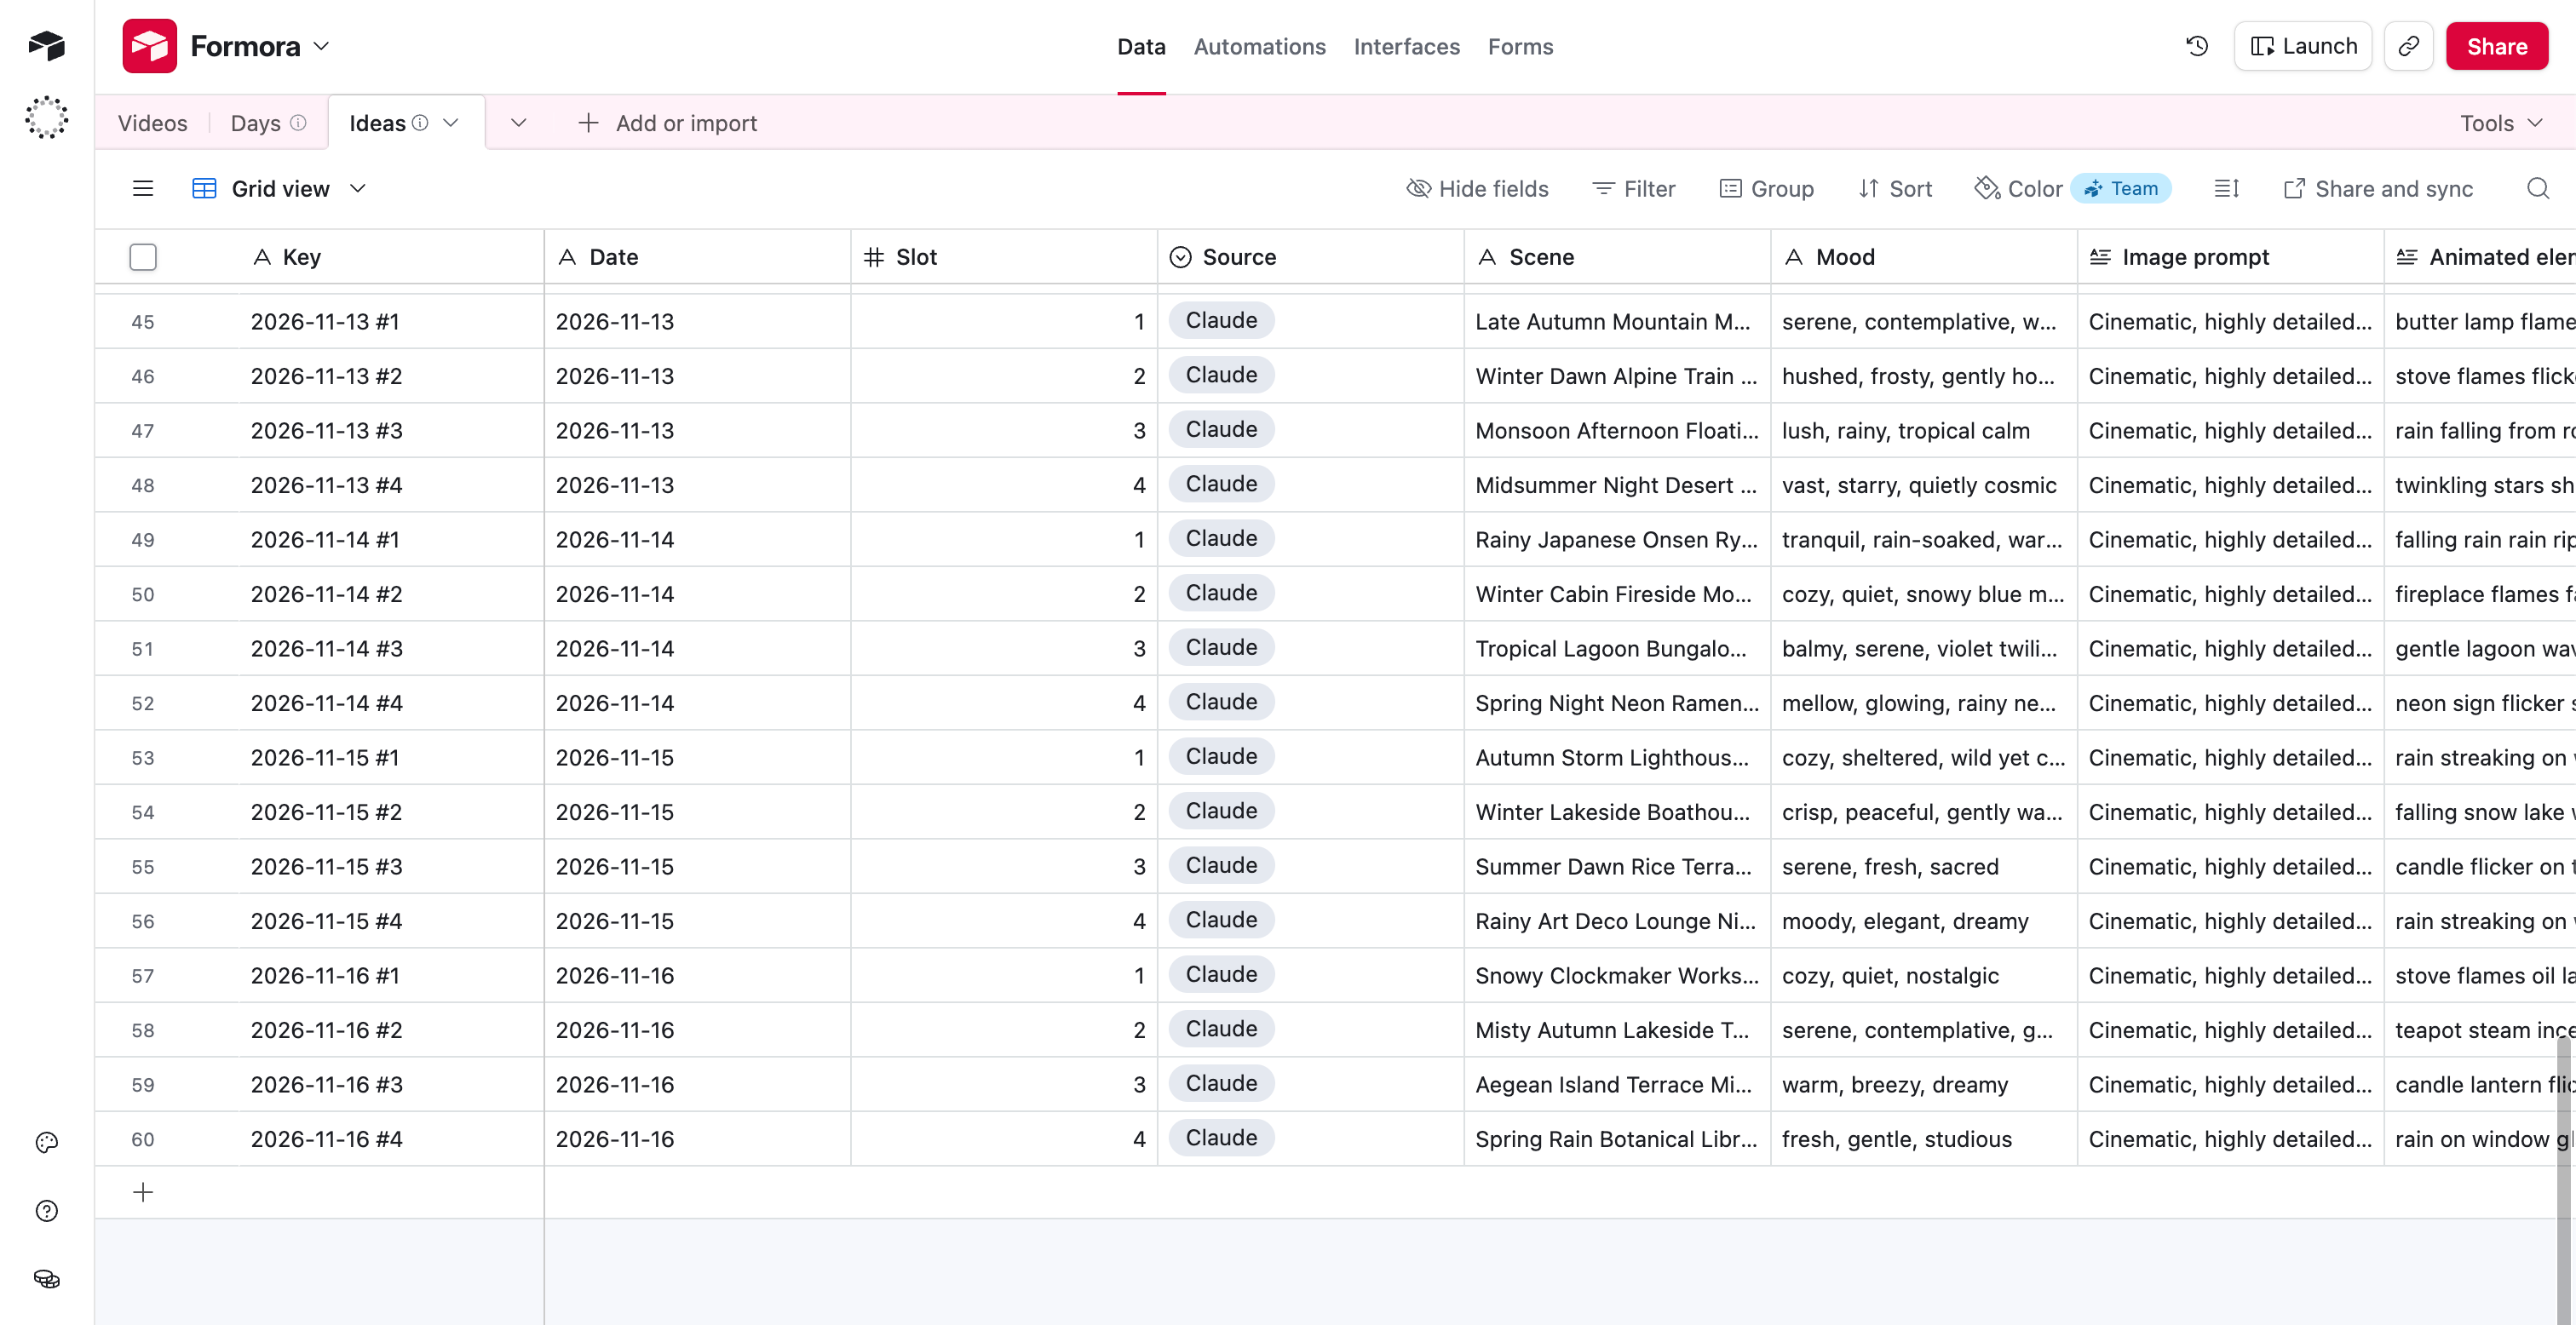 Formora
Data Automations Interfaces Forms
Launch Share
Videos Days Ideas Add or import Tools
Grid view Hide fields Filter Group Sort Color Team Share and sync
Key Date Slot Source Scene Mood Image prompt Animated elen
45 2026-11-13 #1 2026-11-13 1 Claude Late Autumn Mountain M... serene, contemplative, w... Cinematic, highly detailed... butter lamp flame
46 2026-11-13 #2 2026-11-13 2 Claude Winter Dawn Alpine Train ... hushed, frosty, gently ho... Cinematic, highly detailed... stove flames flick
47 2026-11-13 #3 2026-11-13 3 Claude Monsoon Afternoon Floati... lush, rainy, tropical calm Cinematic, highly detailed... rain falling from ro
48 2026-11-13 #4 2026-11-13 4 Claude Midsummer Night Desert ... vast, starry, quietly cosmic Cinematic, highly detailed... twinkling stars sh
49 2026-11-14 #1 2026-11-14 1 Claude Rainy Japanese Onsen Ry... tranquil, rain-soaked, war... Cinematic, highly detailed... falling rain rain rip
50 2026-11-14 #2 2026-11-14 2 Claude Winter Cabin Fireside Mo... cozy, quiet, snowy blue m... Cinematic, highly detailed... fireplace flames fa
51 2026-11-14 #3 2026-11-14 3 Claude Tropical Lagoon Bungalo... balmy, serene, violet twili... Cinematic, highly detailed... gentle lagoon wav
52 2026-11-14 #4 2026-11-14 4 Claude Spring Night Neon Ramen... mellow, glowing, rainy ne... Cinematic, highly detailed... neon sign flicker s
53 2026-11-15 #1 2026-11-15 1 Claude Autumn Storm Lighthous... cozy, sheltered, wild yet c... Cinematic, highly detailed... rain streaking on w
54 2026-11-15 #2 2026-11-15 2 Claude Winter Lakeside Boathou... crisp, peaceful, gently wa... Cinematic, highly detailed... falling snow lake w
55 2026-11-15 #3 2026-11-15 3 Claude Summer Dawn Rice Terra... serene, fresh, sacred Cinematic, highly detailed... candle flicker on t
56 2026-11-15 #4 2026-11-15 4 Claude Rainy Art Deco Lounge Ni... moody, elegant, dreamy Cinematic, highly detailed... rain streaking on w
57 2026-11-16 #1 2026-11-16 1 Claude Snowy Clockmaker Works... cozy, quiet, nostalgic Cinematic, highly detailed... stove flames oil la
58 2026-11-16 #2 2026-11-16 2 Claude Misty Autumn Lakeside T... serene, contemplative, g... Cinematic, highly detailed... teapot steam ince
59 2026-11-16 #3 2026-11-16 3 Claude Aegean Island Terrace Mi... warm, breezy, dreamy Cinematic, highly detailed... candle lantern flic
60 2026-11-16 #4 2026-11-16 4 Claude Spring Rain Botanical Libr... fresh, gentle, studious Cinematic, highly detailed... rain on window gl